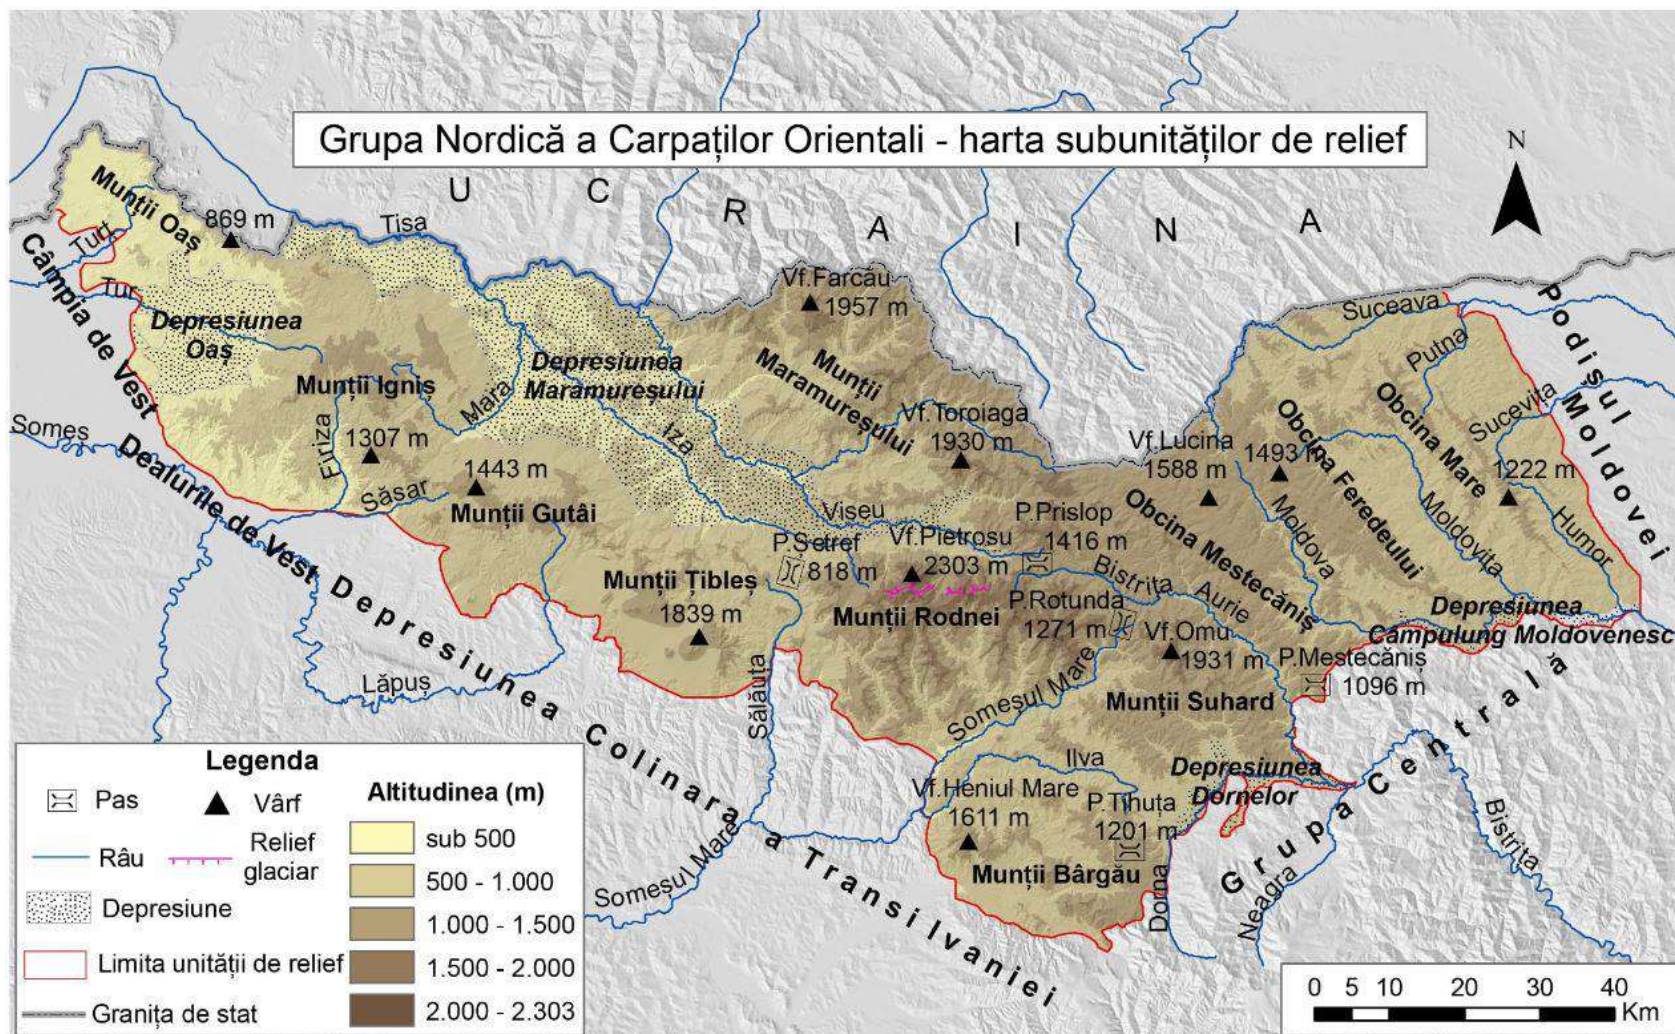 Grupa Nordică a Carpaților Orientali - harta subunităților de relief
N
U C R A I N A
Munții Oaș
869 m
Tisa
Turț
Tur
Câmpia de Vest
Depresiunea
Oaș
Munții Igniș
1307 m
Firiza
Mara
Săsar
1443 m
Munții Gutâi
Someș
Dealurile de Vest
Depresiunea
Maramureșului
Iza
Vf.Farcău
1957 m
Munții
Maramureșului
Vf.Toroiaga
1930 m
Vișeu
P.Șetref
818 m
Vf.Pietrosu
2303 m
Munții Rodnei
P.Prislop
1416 m
P.Rotunda
1271 m
Bistrița
Aurie
Munții Țibleș
1839 m
Lăpuș
Sălăuța
Someșul Mare
Vf.Omu
1931 m
Munții Suhard
Vf.Lucina
1588 m
1493
Obcina Mestecăniș
Moldova
Obcina Feredeului
Moldovița
Obcina Mare
Suceava
Putna
Sucevița
1222 m
Humor
Podișul
Moldovei
Depresiunea
Câmpulung Moldovenesc
P.Mestecăniș
1096 m
Ilva
Vf.Heniul Mare
1611 m
P.Tihuța
1201 m
Munții Bârgău
Depresiunea
Dornelor
Dorna
Neagra
Bistrița
Grupa Centrală
Depresiunea Colinara a Transilvaniei
Someșul Mare
Legenda
Pas
Vârf
Râu
Relief
glaciar
Depresiune
Limita unității de relief
Granița de stat
Altitudinea (m)
sub 500
500 - 1.000
1.000 - 1.500
1.500 - 2.000
2.000 - 2.303
0 5 10 20 30 40
Km